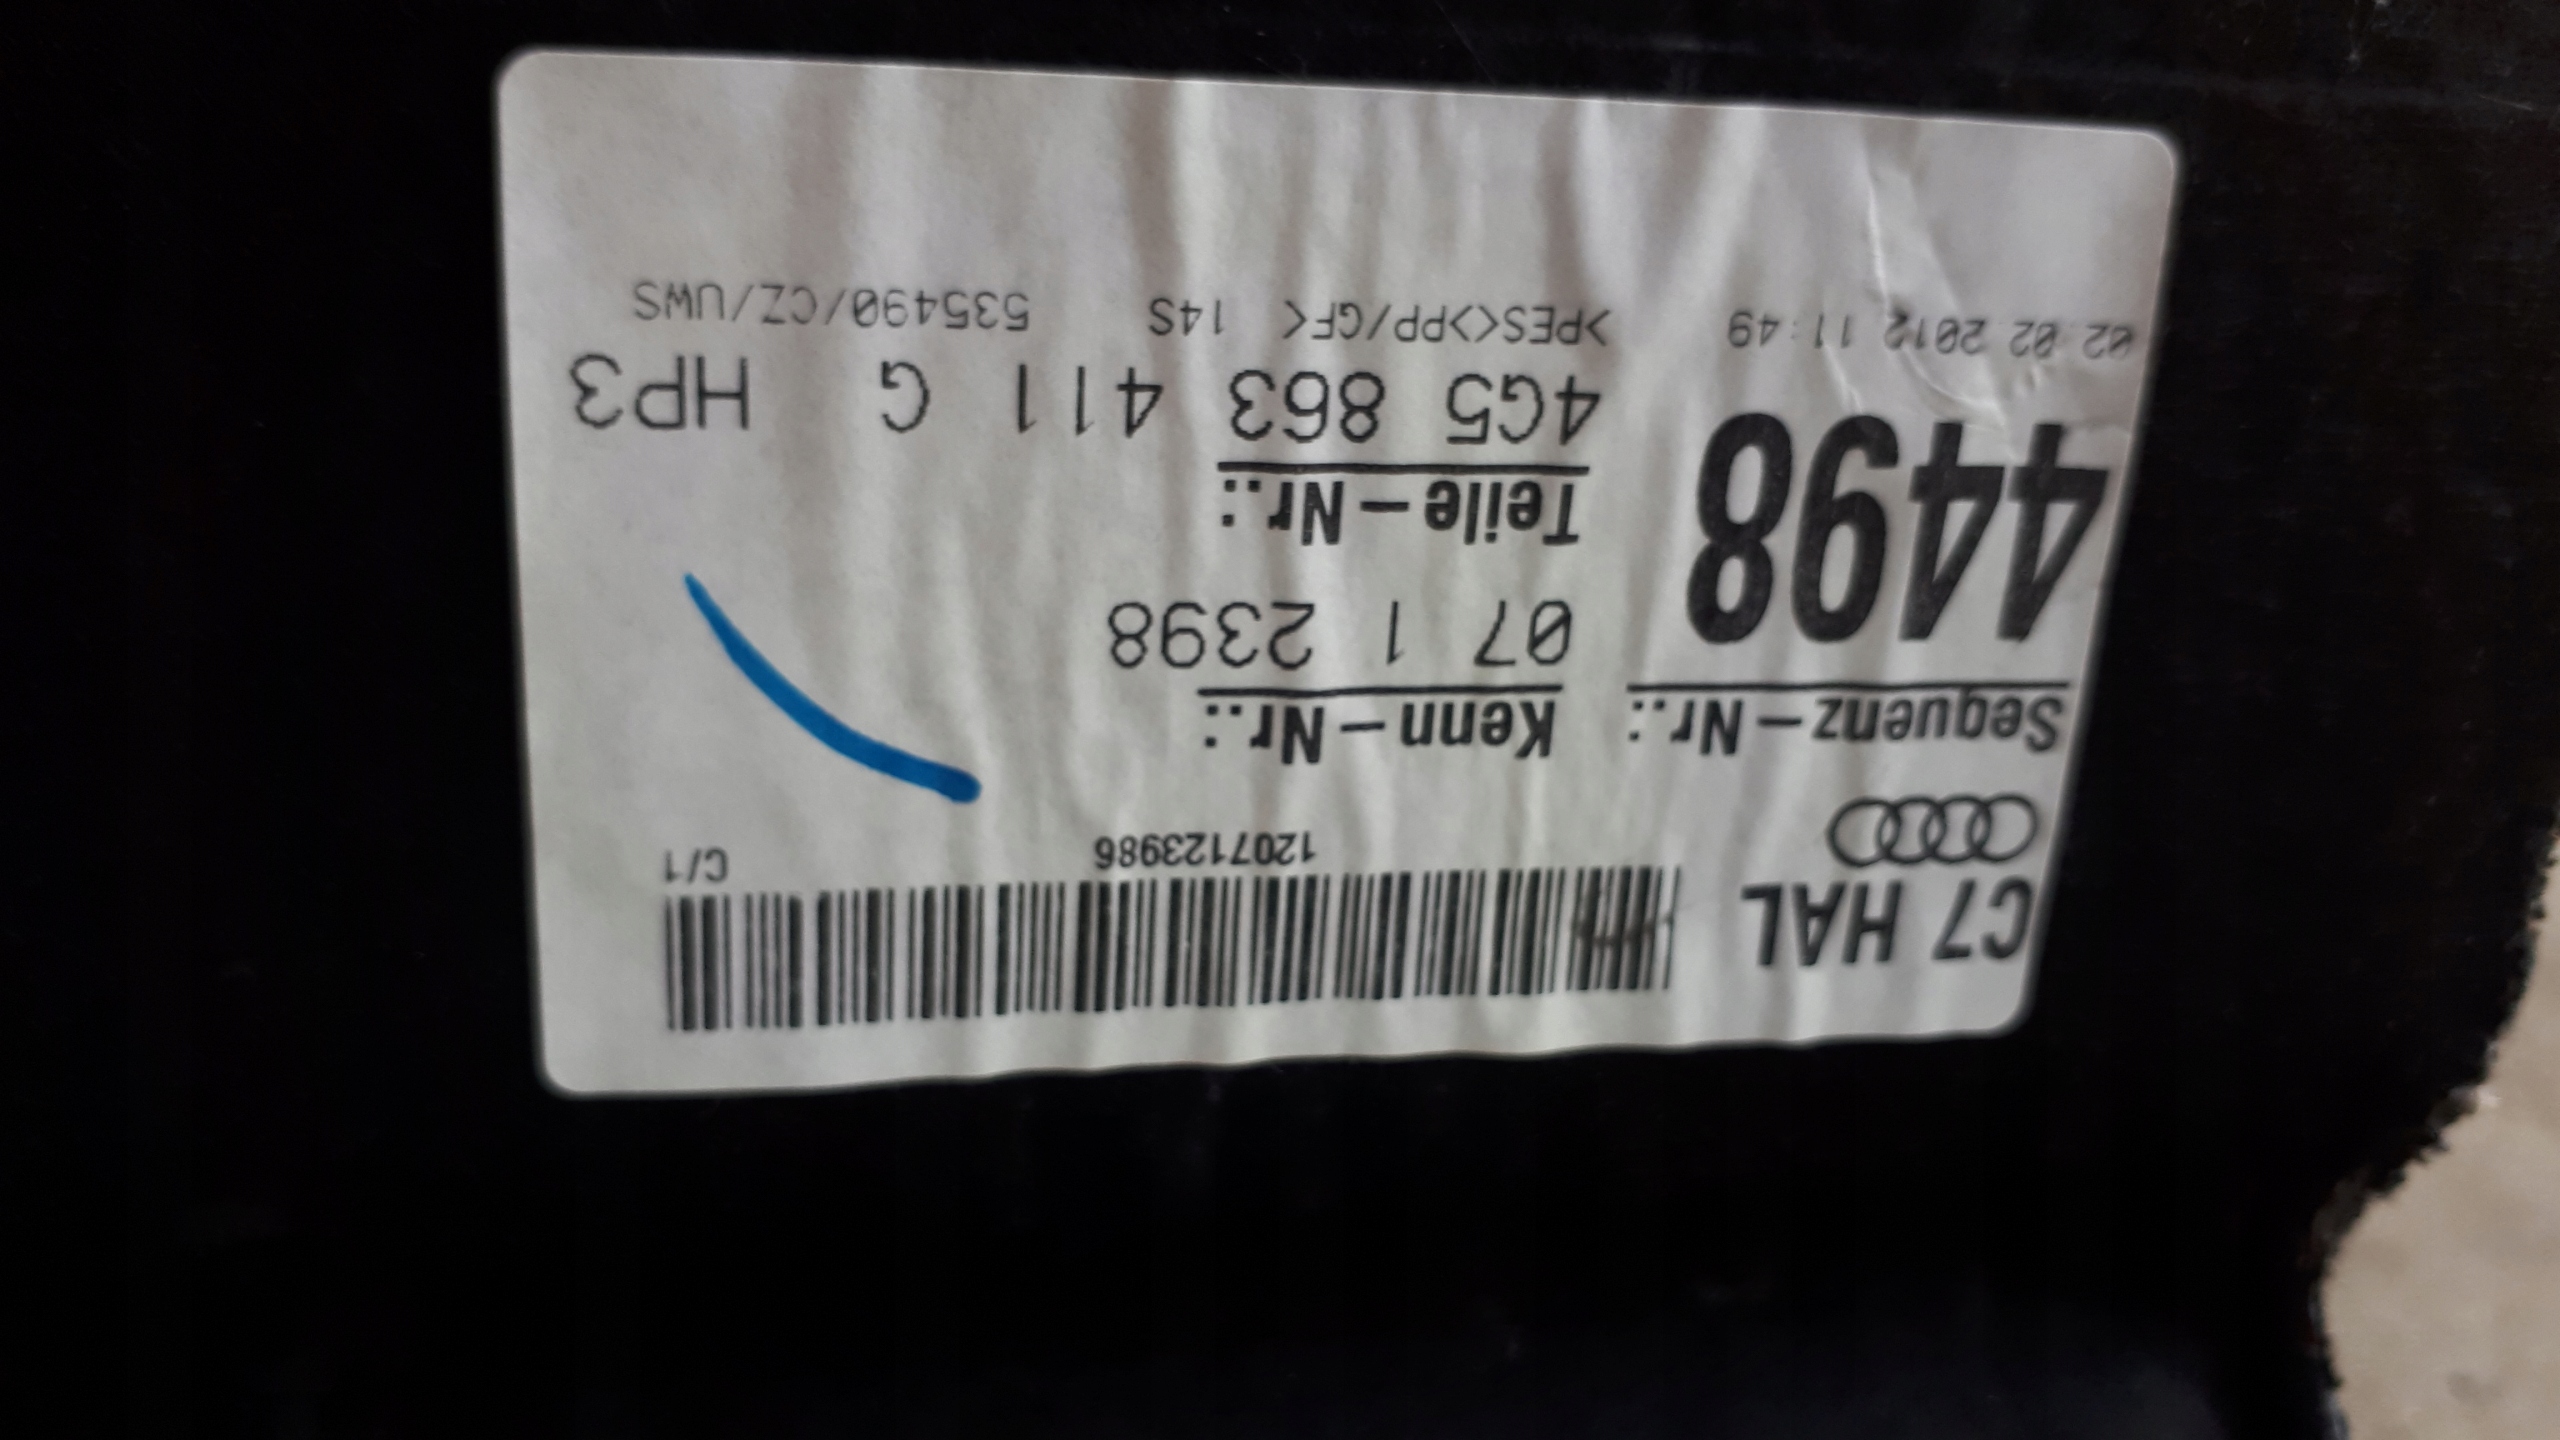 C7 HAL
1207123986 C/1
Sequenz-Nr.: Kenn-Nr.:
4498 07 1 2398
Teile-Nr.:
4G5 863 411 G HP3
02 02 2012 11:49 >PES<>PP/GF< 14S 535490/CZ/UWS